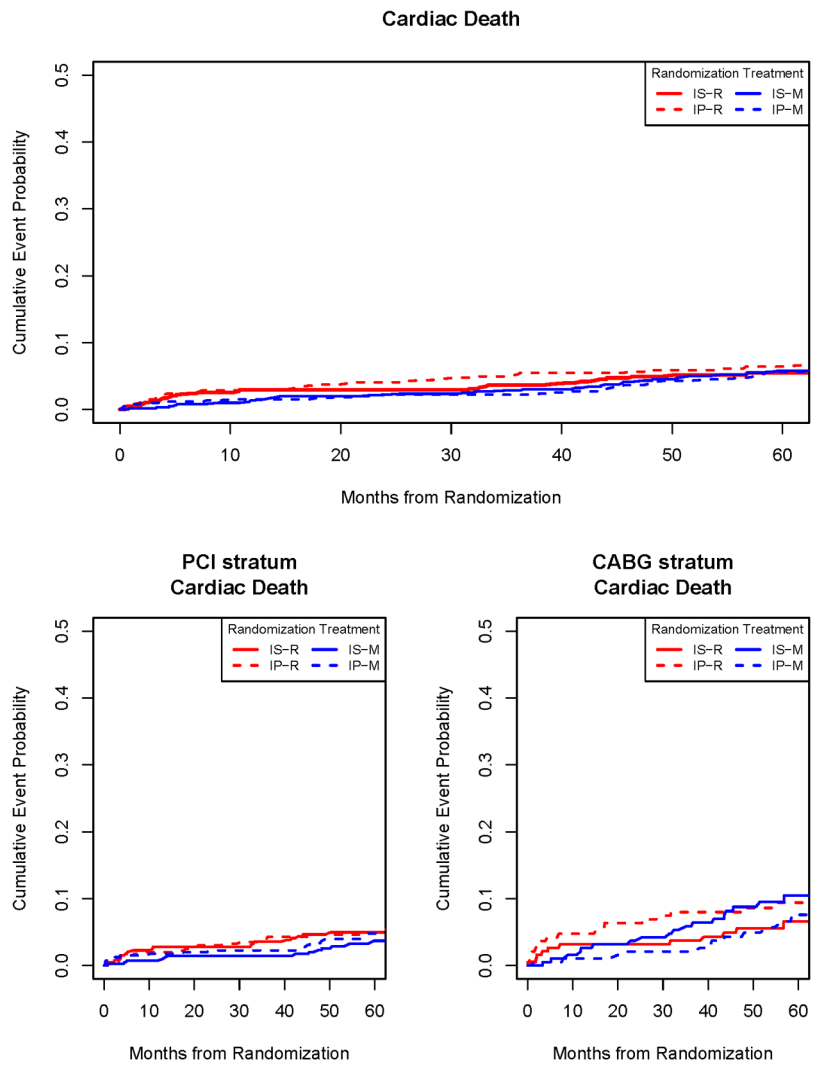 Cardiac Death
Cumulative Event Probability
0.5
0.4
0.3
0.2
0.1
0.0
Randomization Treatment
IS−R IS−M
IP−R IP−M
0 10 20 30 40 50 60
Months from Randomization
PCI stratum
Cardiac Death
Cumulative Event Probability
0.5
0.4
0.3
0.2
0.1
0.0
Randomization Treatment
IS−R IS−M
IP−R IP−M
0 10 20 30 40 50 60
Months from Randomization
CABG stratum
Cardiac Death
Cumulative Event Probability
0.5
0.4
0.3
0.2
0.1
0.0
Randomization Treatment
IS−R IS−M
IP−R IP−M
0 10 20 30 40 50 60
Months from Randomization